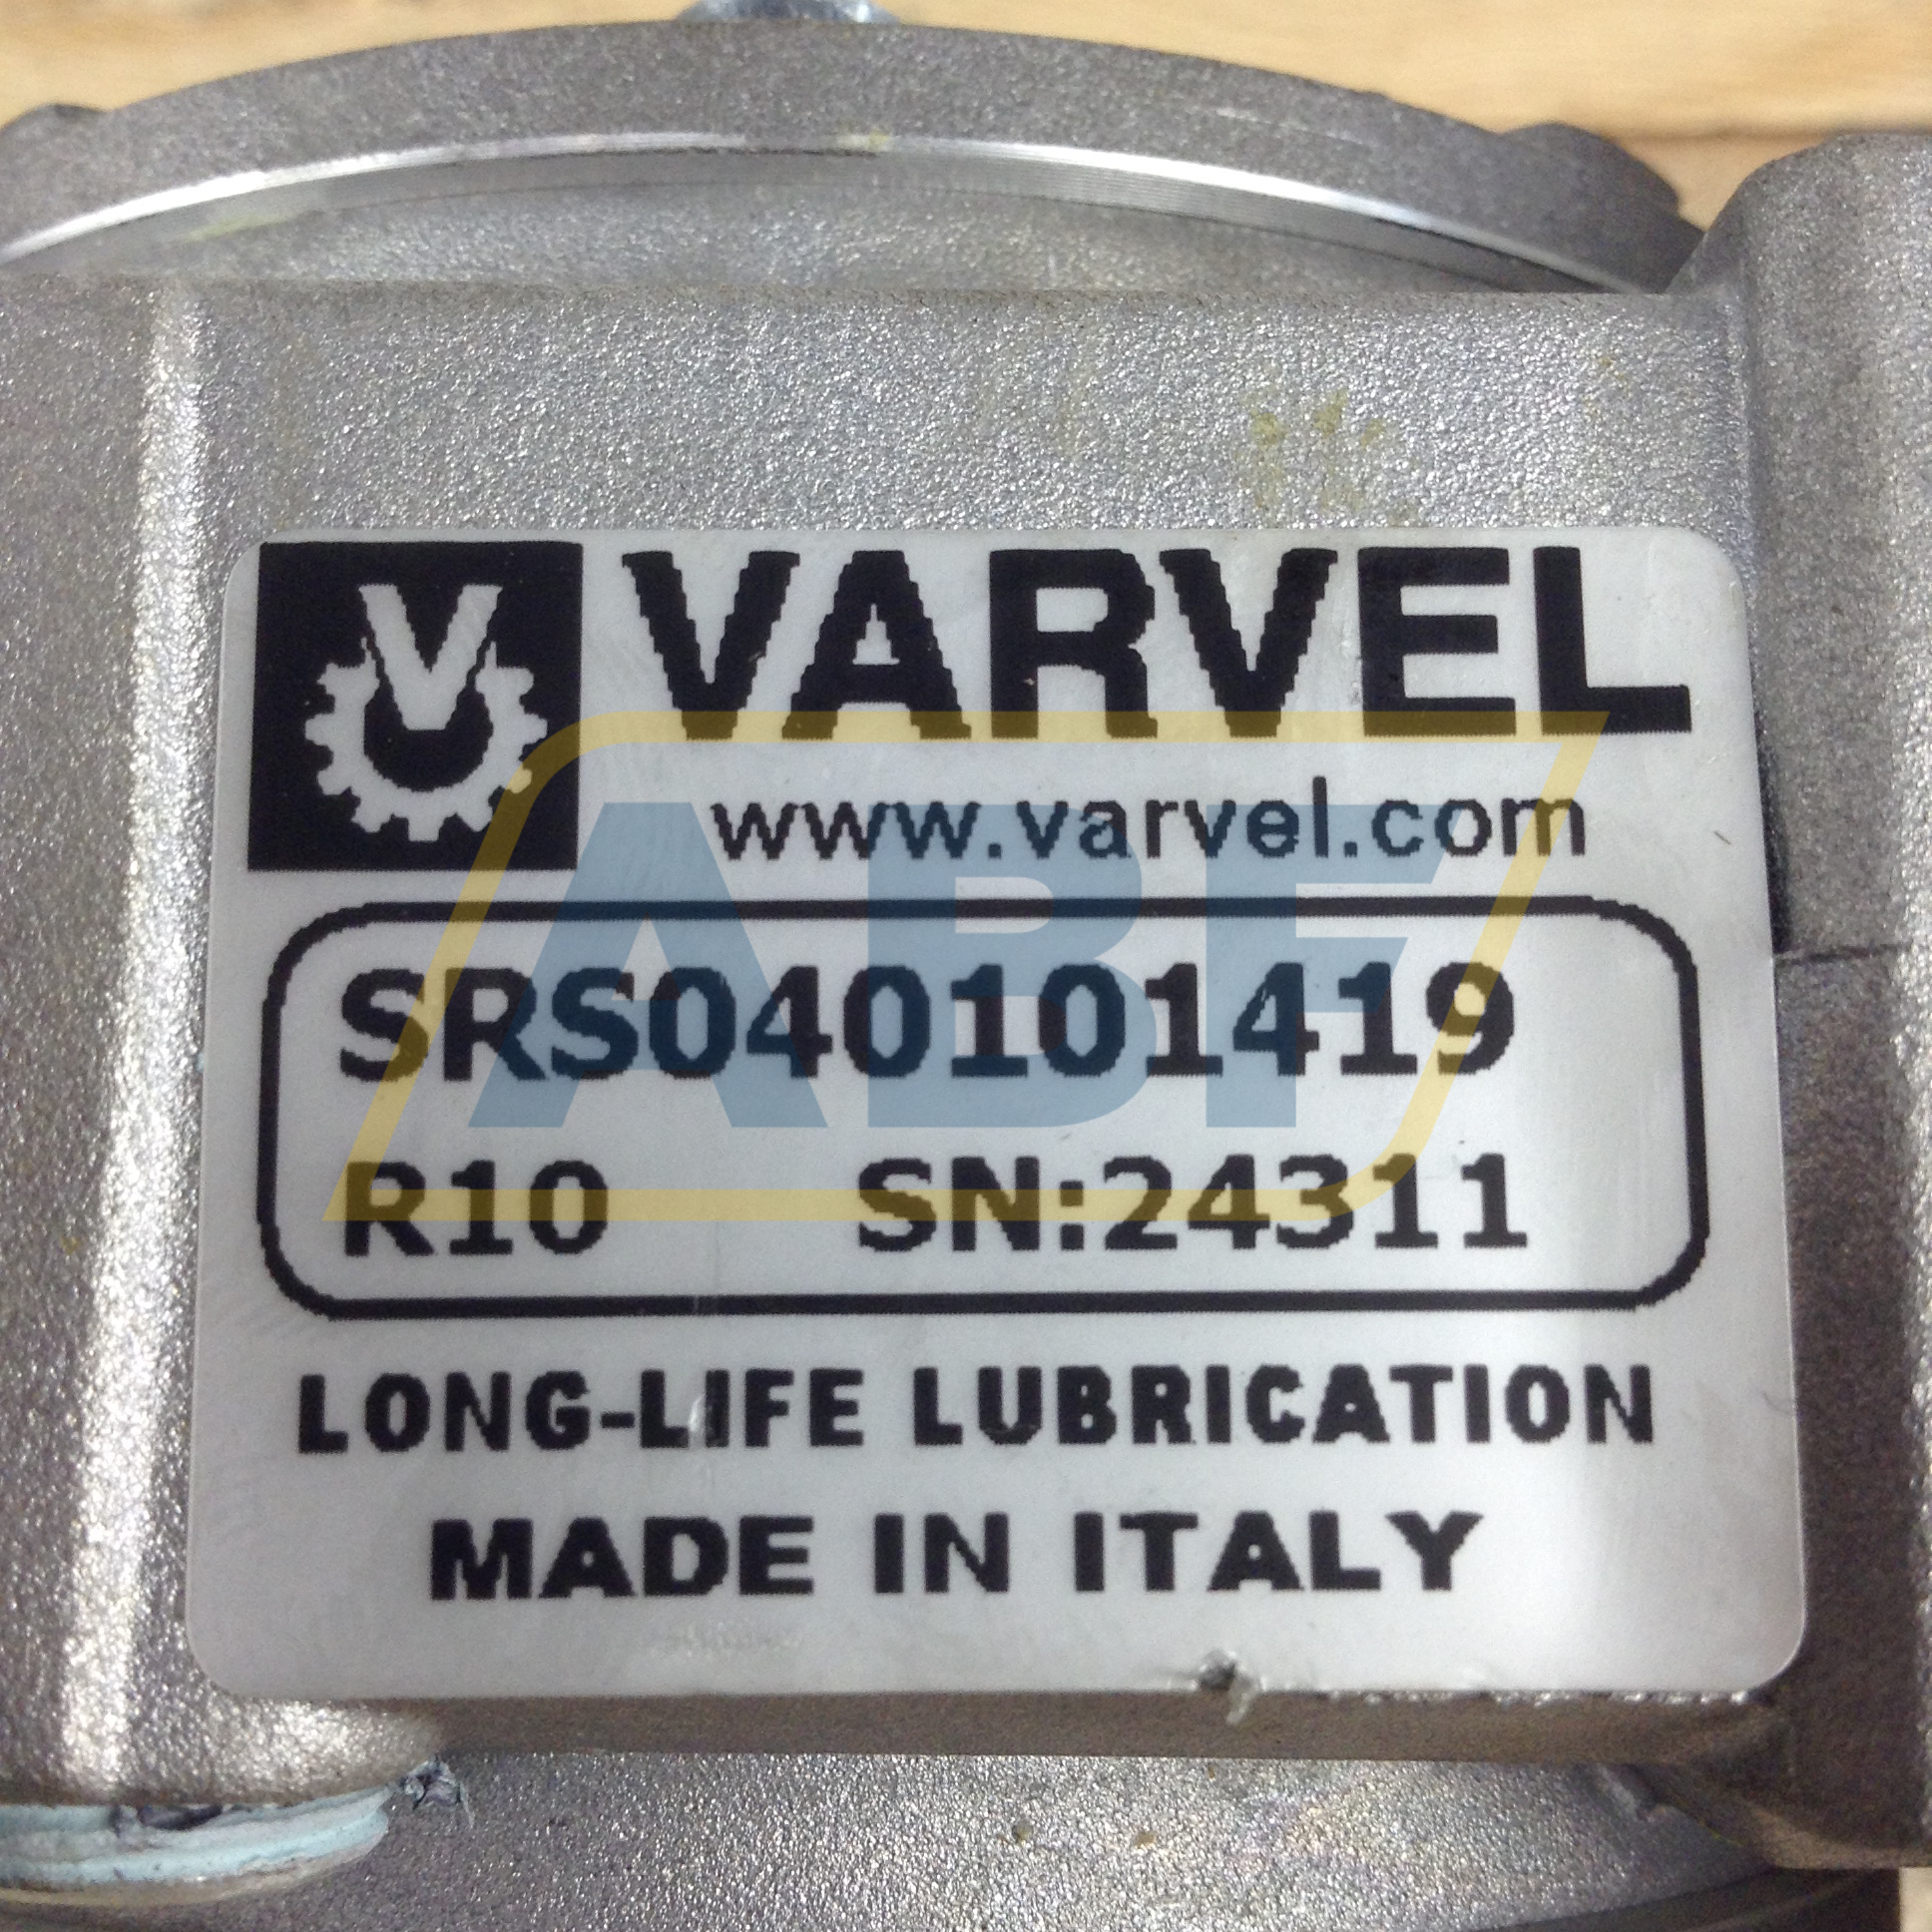 V VARVEL
www.varvel.com
ABF
SRS040101419
R10 SN:24311
LONG-LIFE LUBRICATION
MADE IN ITALY